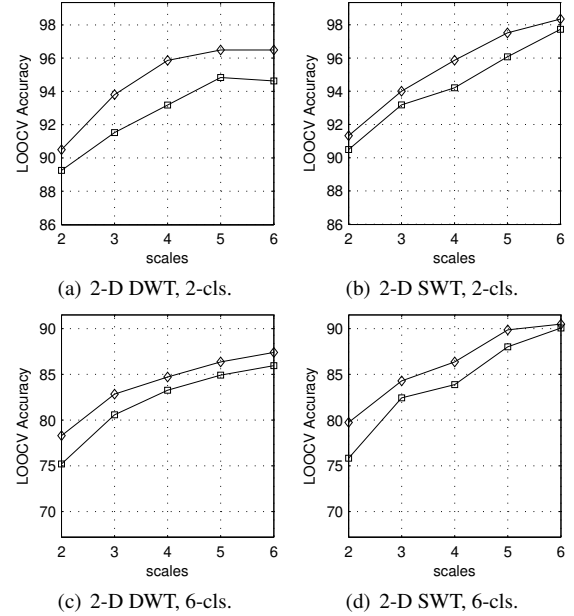 98
96
94
92
90
88
86
LOOCV Accuracy
2 3 4 5 6
scales
(a) 2-D DWT, 2-cls.
98
96
94
92
90
88
86
LOOCV Accuracy
2 3 4 5 6
scales
(b) 2-D SWT, 2-cls.
90
85
80
75
70
LOOCV Accuracy
2 3 4 5 6
scales
(c) 2-D DWT, 6-cls.
90
85
80
75
70
LOOCV Accuracy
2 3 4 5 6
scales
(d) 2-D SWT, 6-cls.